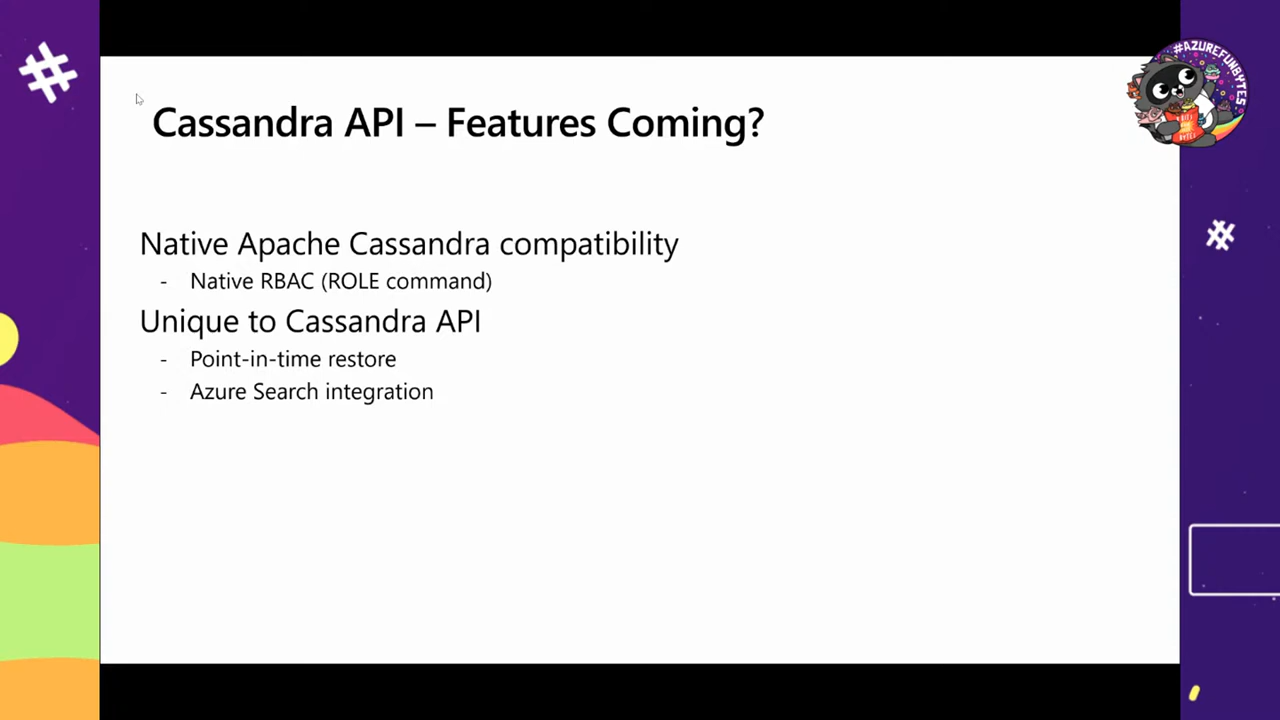 #AZUREFUNBYTES
Cassandra API – Features Coming?
Native Apache Cassandra compatibility
- Native RBAC (ROLE command)
Unique to Cassandra API
- Point-in-time restore
- Azure Search integration